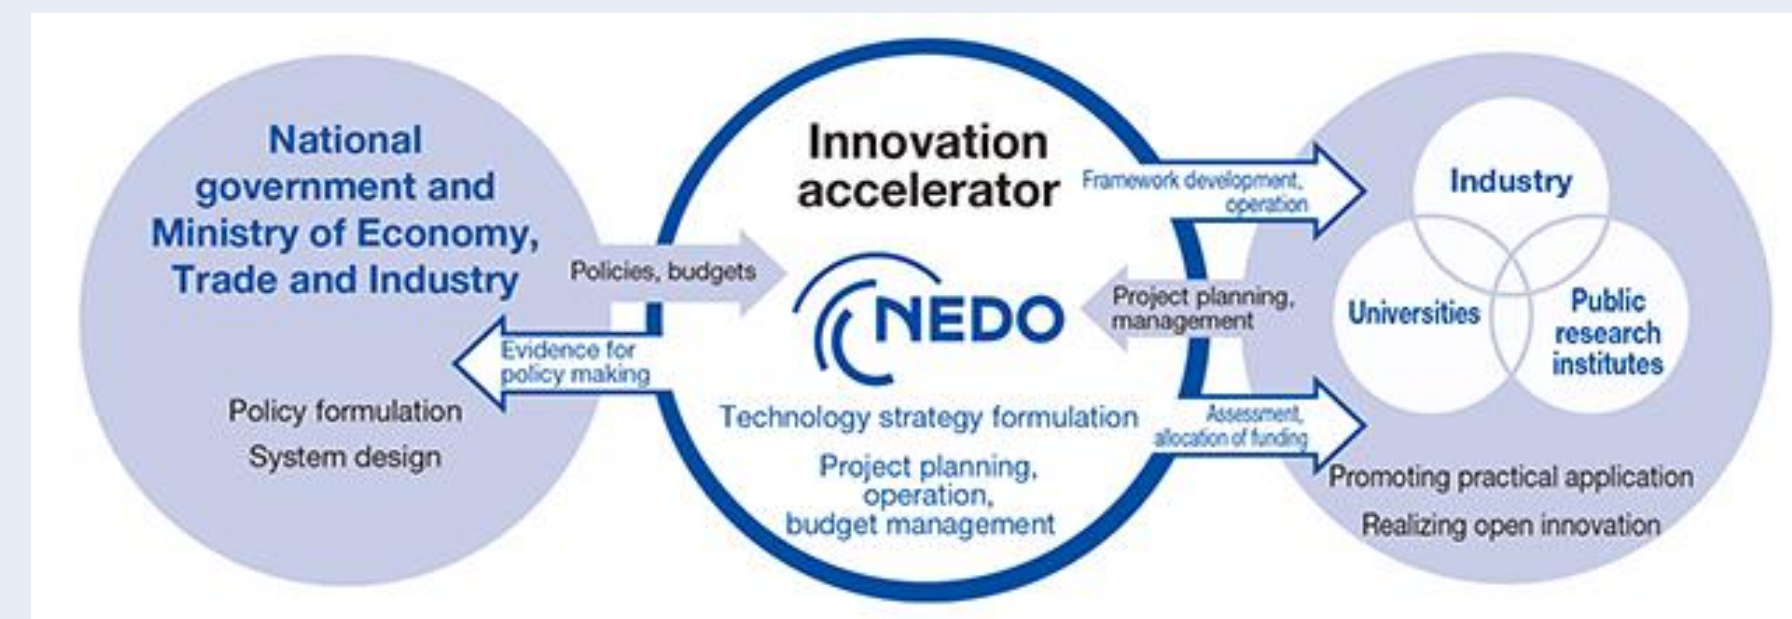 National
government and
Ministry of Economy,
Trade and Industry
Policy formulation
System design
Policies, budgets
Evidence for
policy making
Innovation
accelerator
NEDO
Technology strategy formulation
Project planning,
operation,
budget management
Framework development,
operation
Project planning,
management
Assessment,
allocation of funding
Industry
Universities
Public
research
institutes
Promoting practical application
Realizing open innovation